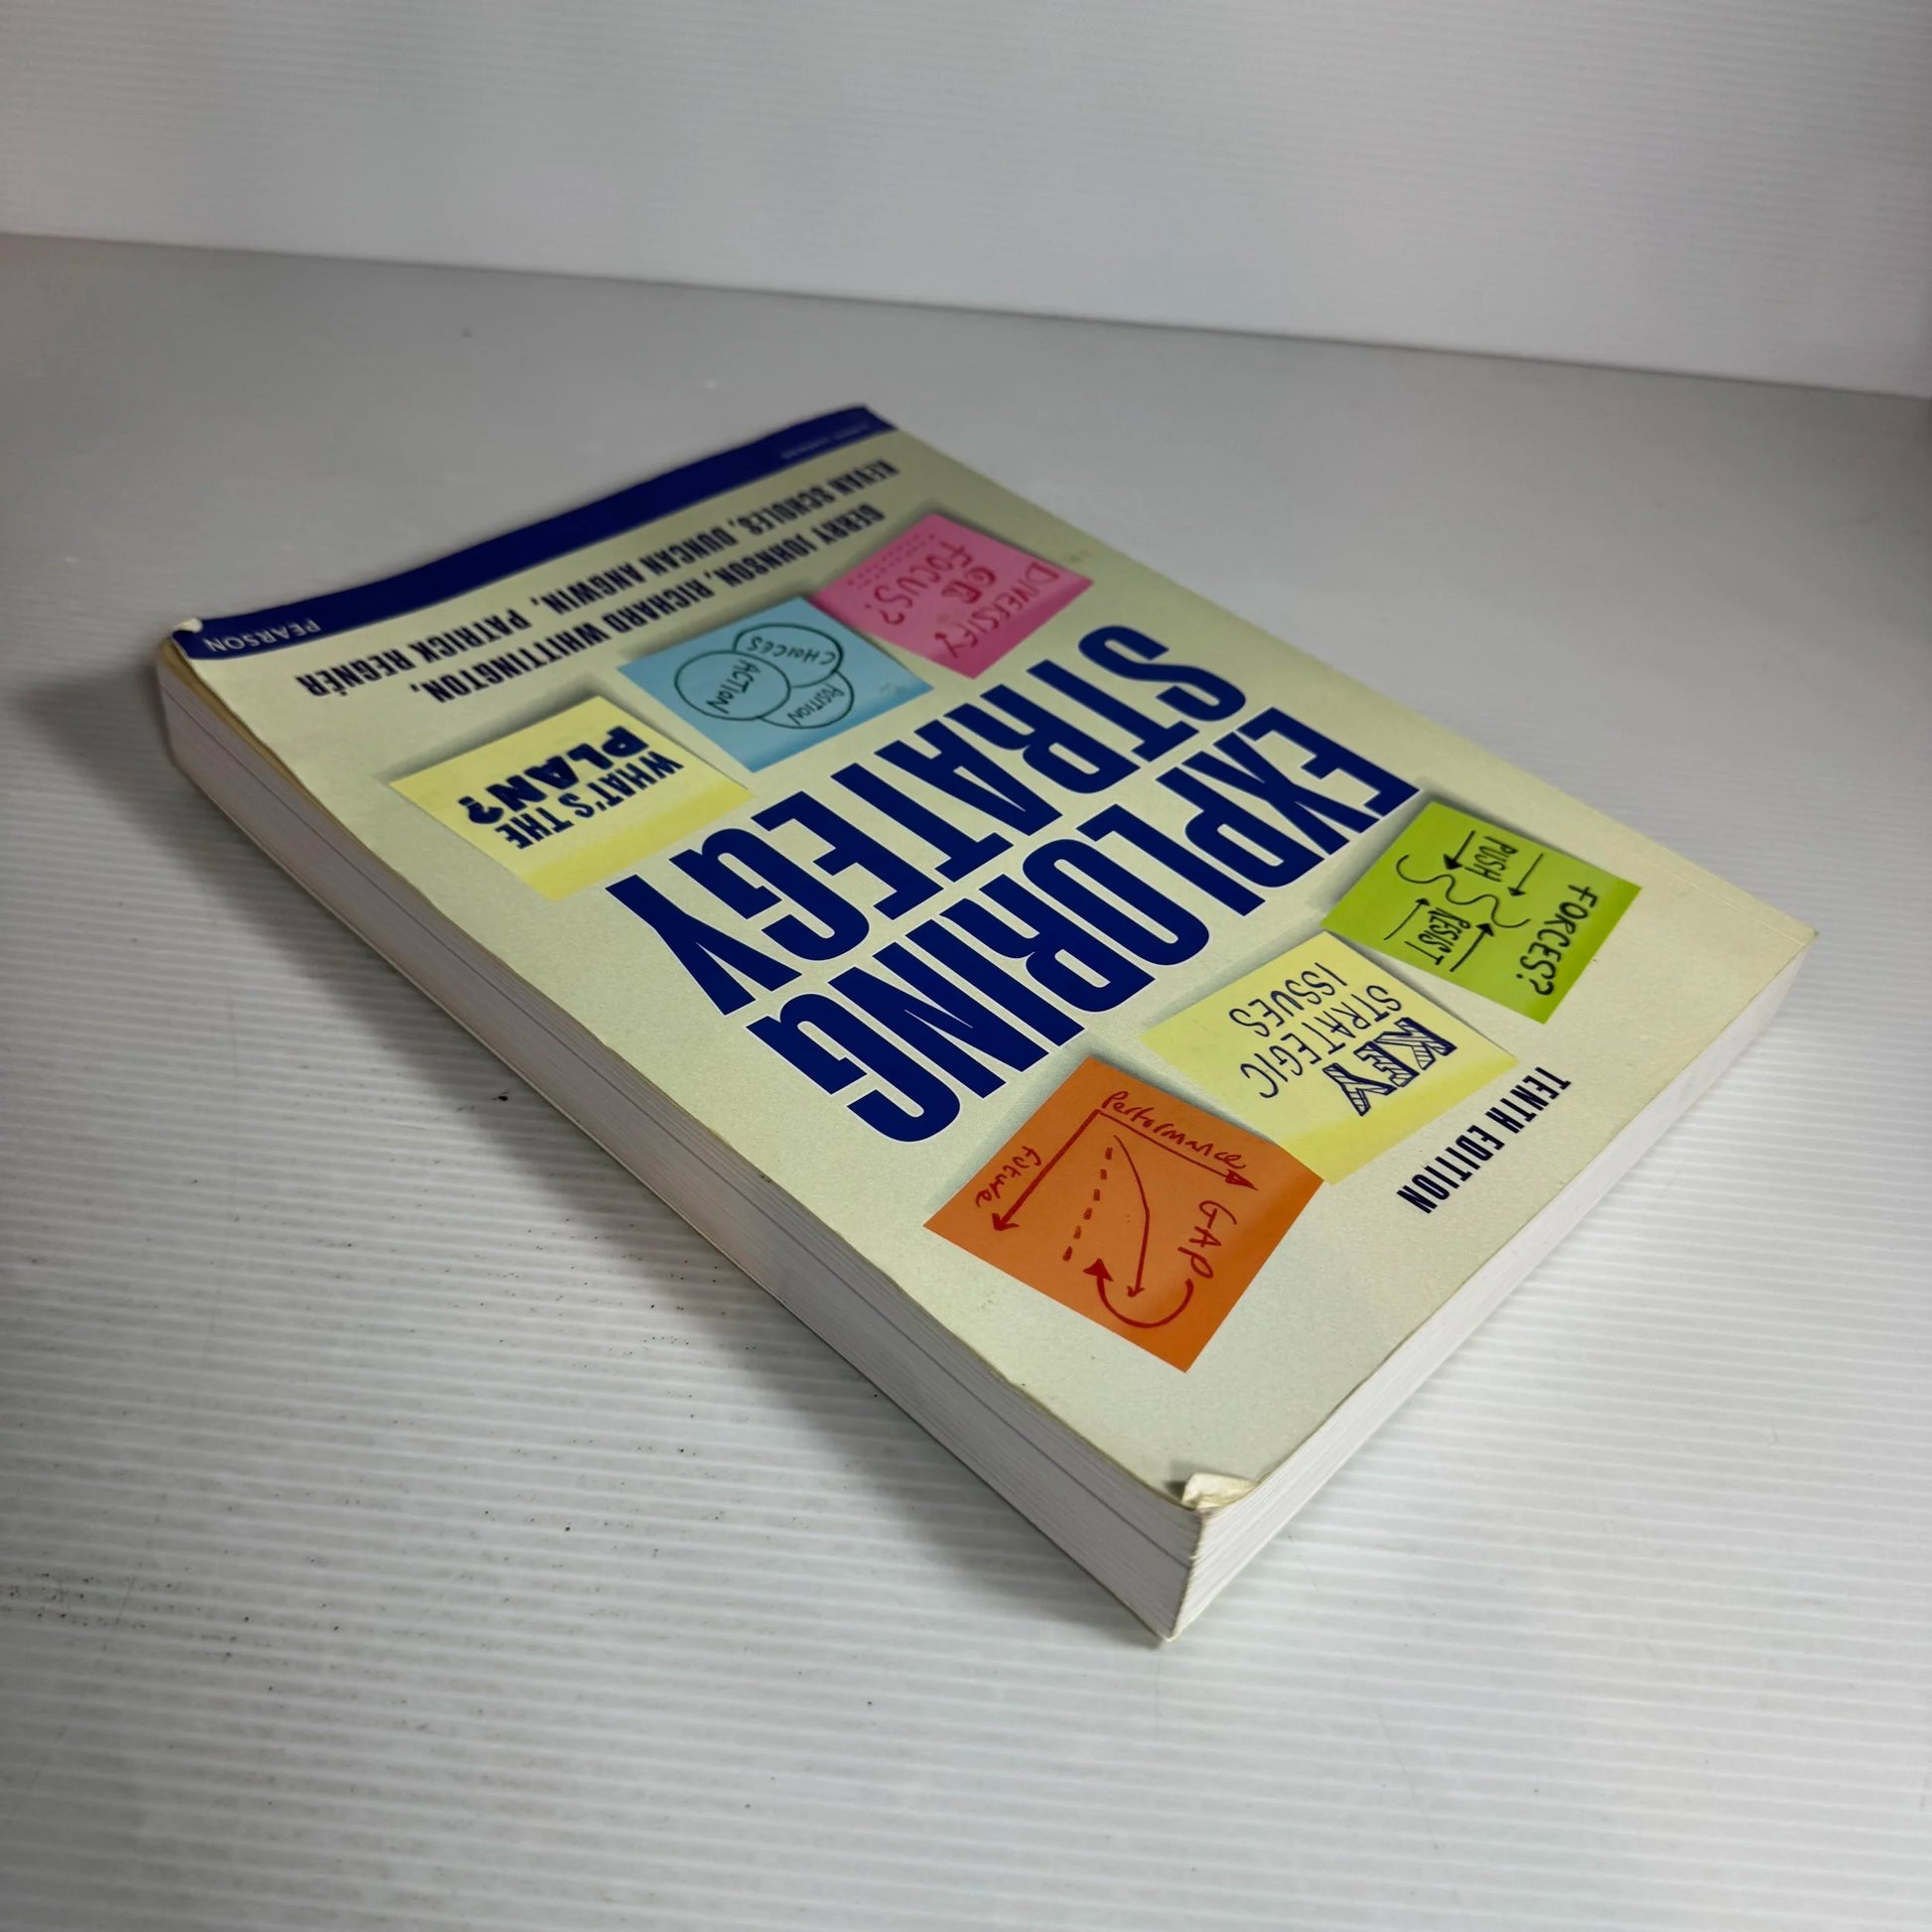 TENTH EDITION
FORCES?
PUSH
RESIST
KEY
STRATEGIC
ISSUES
GAP
Performance
future
EXPLORING
STRATEGY
DIVERSIFY
OR
FOCUS?
CHOICES
POSITION
ACTION
WHAT'S THE
PLAN?
GERRY JOHNSON, RICHARD WHITTINGTON,
KEVAN SCHOLES, DUNCAN ANGWIN, PATRICK REGNÉR
PEARSON